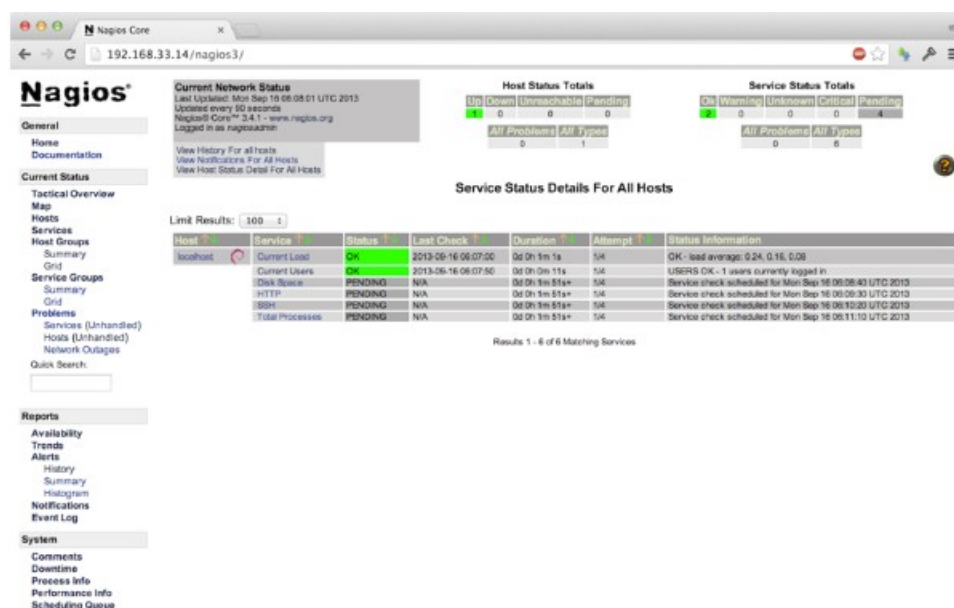 Nagios Core
192.168.33.14/nagios3/
Nagios®
General
Home
Documentation
Current Status
Tactical Overview
Map
Hosts
Services
Host Groups
Summary
Grid
Service Groups
Summary
Grid
Problems
Services (Unhandled)
Hosts (Unhandled)
Network Outages
Quick Search:
Reports
Availability
Trends
Alerts
History
Summary
Histogram
Notifications
Event Log
System
Comments
Downtime
Process Info
Performance Info
Scheduling Queue
Current Network Status
Last Updated: Mon Sep 16 06:08:01 UTC 2013
Updated every 90 seconds
Nagios® Core™ 3.4.1 - www.nagios.org
Logged in as nagiosadmin
View History For all hosts
View Notifications For All Hosts
View Host Status Detail For All Hosts
Host Status Totals
Up Down Unreachable Pending
1 0 0 0
All Problems All Types
0 1
Service Status Totals
Ok Warning Unknown Critical Pending
2 0 0 0 4
All Problems All Types
0 6
Service Status Details For All Hosts
Limit Results: 100
Host Service Status Last Check Duration Attempt Status Information
localhost Current Load OK 2013-09-16 06:07:00 0d 0h 1m 1s 1/4 OK - load average: 0.24, 0.16, 0.08
Current Users OK 2013-09-16 06:07:50 0d 0h 0m 11s 1/4 USERS OK - 1 users currently logged in
Disk Space PENDING N/A 0d 0h 1m 51s+ 1/4 Service check scheduled for Mon Sep 16 06:08:40 UTC 2013
HTTP PENDING N/A 0d 0h 1m 51s+ 1/4 Service check scheduled for Mon Sep 16 06:09:30 UTC 2013
SSH PENDING N/A 0d 0h 1m 51s+ 1/4 Service check scheduled for Mon Sep 16 06:10:20 UTC 2013
Total Processes PENDING N/A 0d 0h 1m 51s+ 1/4 Service check scheduled for Mon Sep 16 06:11:10 UTC 2013
Results 1 - 6 of 6 Matching Services